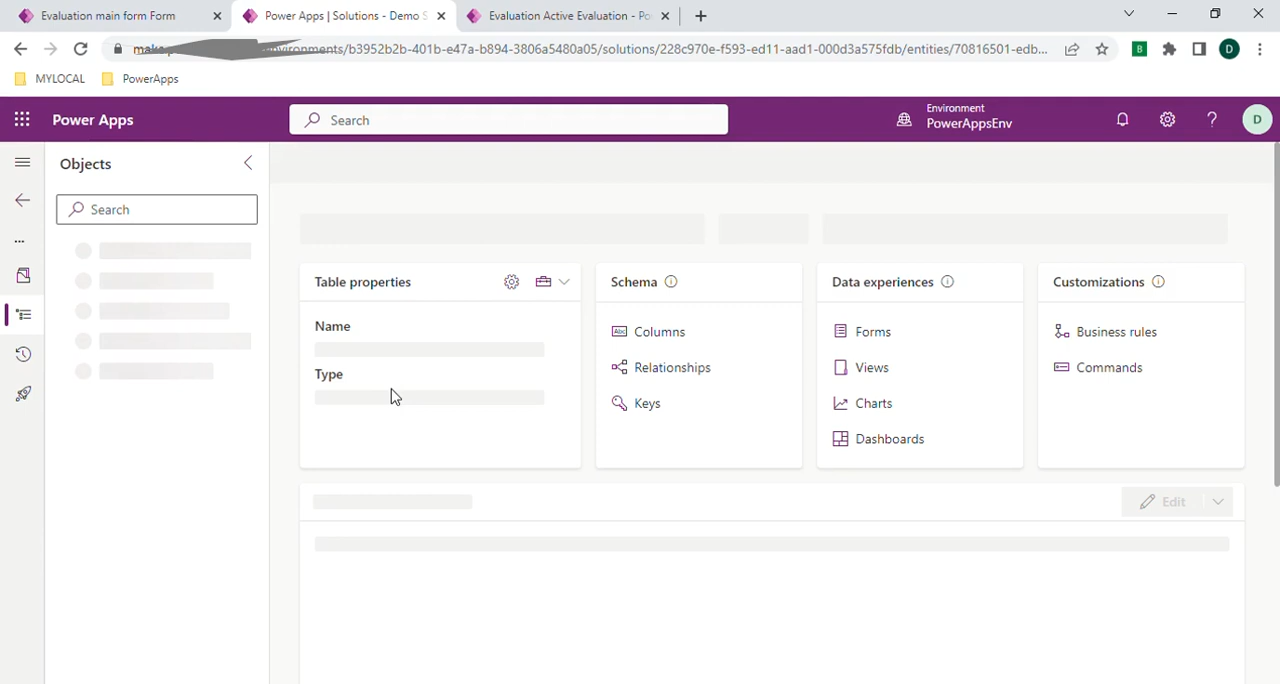 Evaluation main form Form
Power Apps | Solutions - Demo S
Evaluation Active Evaluation - Po
environments/b3952b2b-401b-e47a-b894-3806a5480a05/solutions/228c970e-f593-ed11-aad1-000d3a575fdb/entities/70816501-edb...
B
D
MYLOCAL
PowerApps
Power Apps
Search
Environment
PowerAppsEnv
?
D
Objects
Search
...
Table properties
Name
Type
Schema
Abc Columns
Relationships
Keys
Data experiences
Forms
Views
Charts
Dashboards
Customizations
Business rules
Commands
Edit